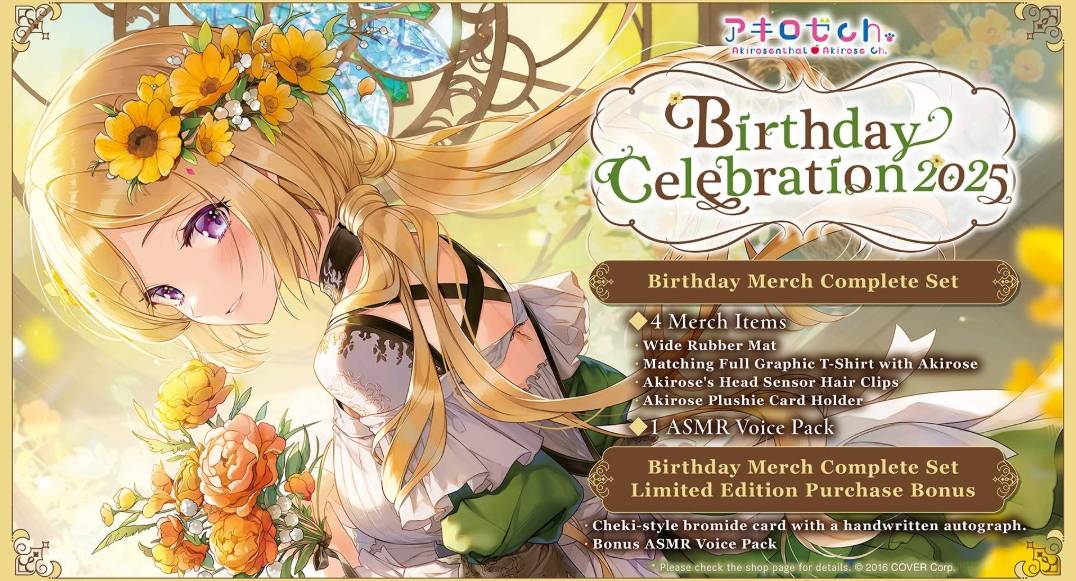 アキロゼch.
Akirosenthal Akirose Ch.
Birthday
Celebration 2025
Birthday Merch Complete Set
◆4 Merch Items
· Wide Rubber Mat
· Matching Full Graphic T-Shirt with Akirose
· Akirose's Head Sensor Hair Clips
· Akirose Plushie Card Holder
◆1 ASMR Voice Pack
Birthday Merch Complete Set
Limited Edition Purchase Bonus
· Cheki-style bromide card with a handwritten autograph.
· Bonus ASMR Voice Pack
* Please check the shop page for details. © 2016 COVER Corp.